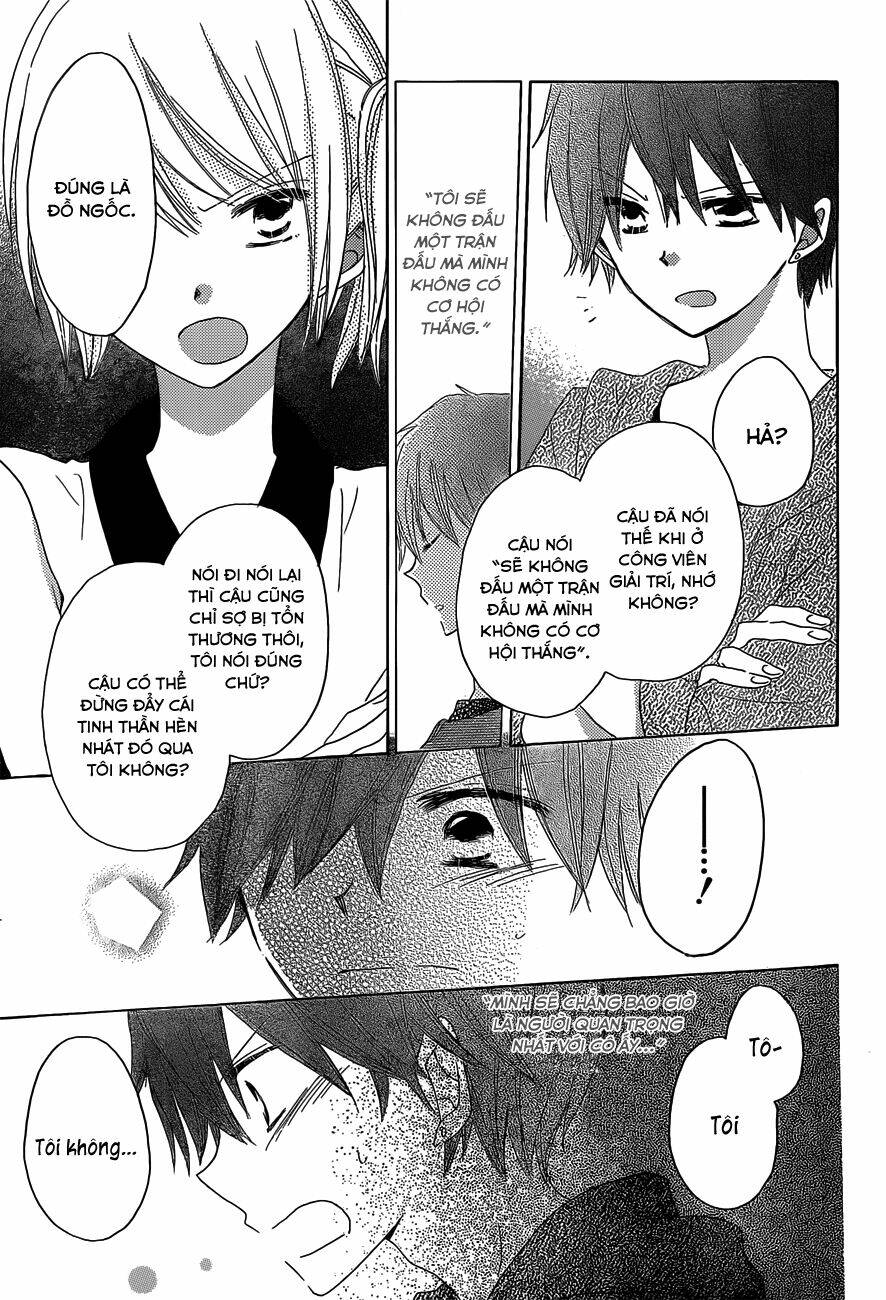 HẢ?
CẬU ĐÃ NÓI
THẾ KHI Ở
CÔNG VIÊN
GIẢI TRÍ, NHỚ
KHÔNG?
CẬU NÓI
“SẼ KHÔNG
ĐẤU MỘT TRẬN
ĐẤU MÀ MÌNH
KHÔNG CÓ CƠ
HỘI THẮNG”.
“TÔI SẼ
KHÔNG ĐẤU
MỘT TRẬN
ĐẤU MÀ MÌNH
KHÔNG CÓ
CƠ HỘI
THẮNG.”
ĐÚNG LÀ
ĐỒ NGỐC.
NÓI ĐI NÓI LẠI
THÌ CẬU CŨNG
CHỈ SỢ BỊ TỔN
THƯƠNG THÔI,
TÔI NÓI ĐÚNG
CHỨ?
CẬU CÓ THỂ
ĐỪNG ĐẨY CÁI
TINH THẦN HÈN
NHÁT ĐÓ QUA
TÔI KHÔNG?
—...!
“MÌNH SẼ CHẲNG BAO GIỜ
LÀ NGƯỜI QUAN TRỌNG
NHẤT VỚI CÔ ẤY...”
Tô-
Tôi
Tôi không...